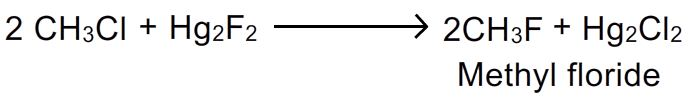 2 CH₃Cl + Hg₂F₂ ⟶ 2CH₃F + Hg₂Cl₂
Methyl floride